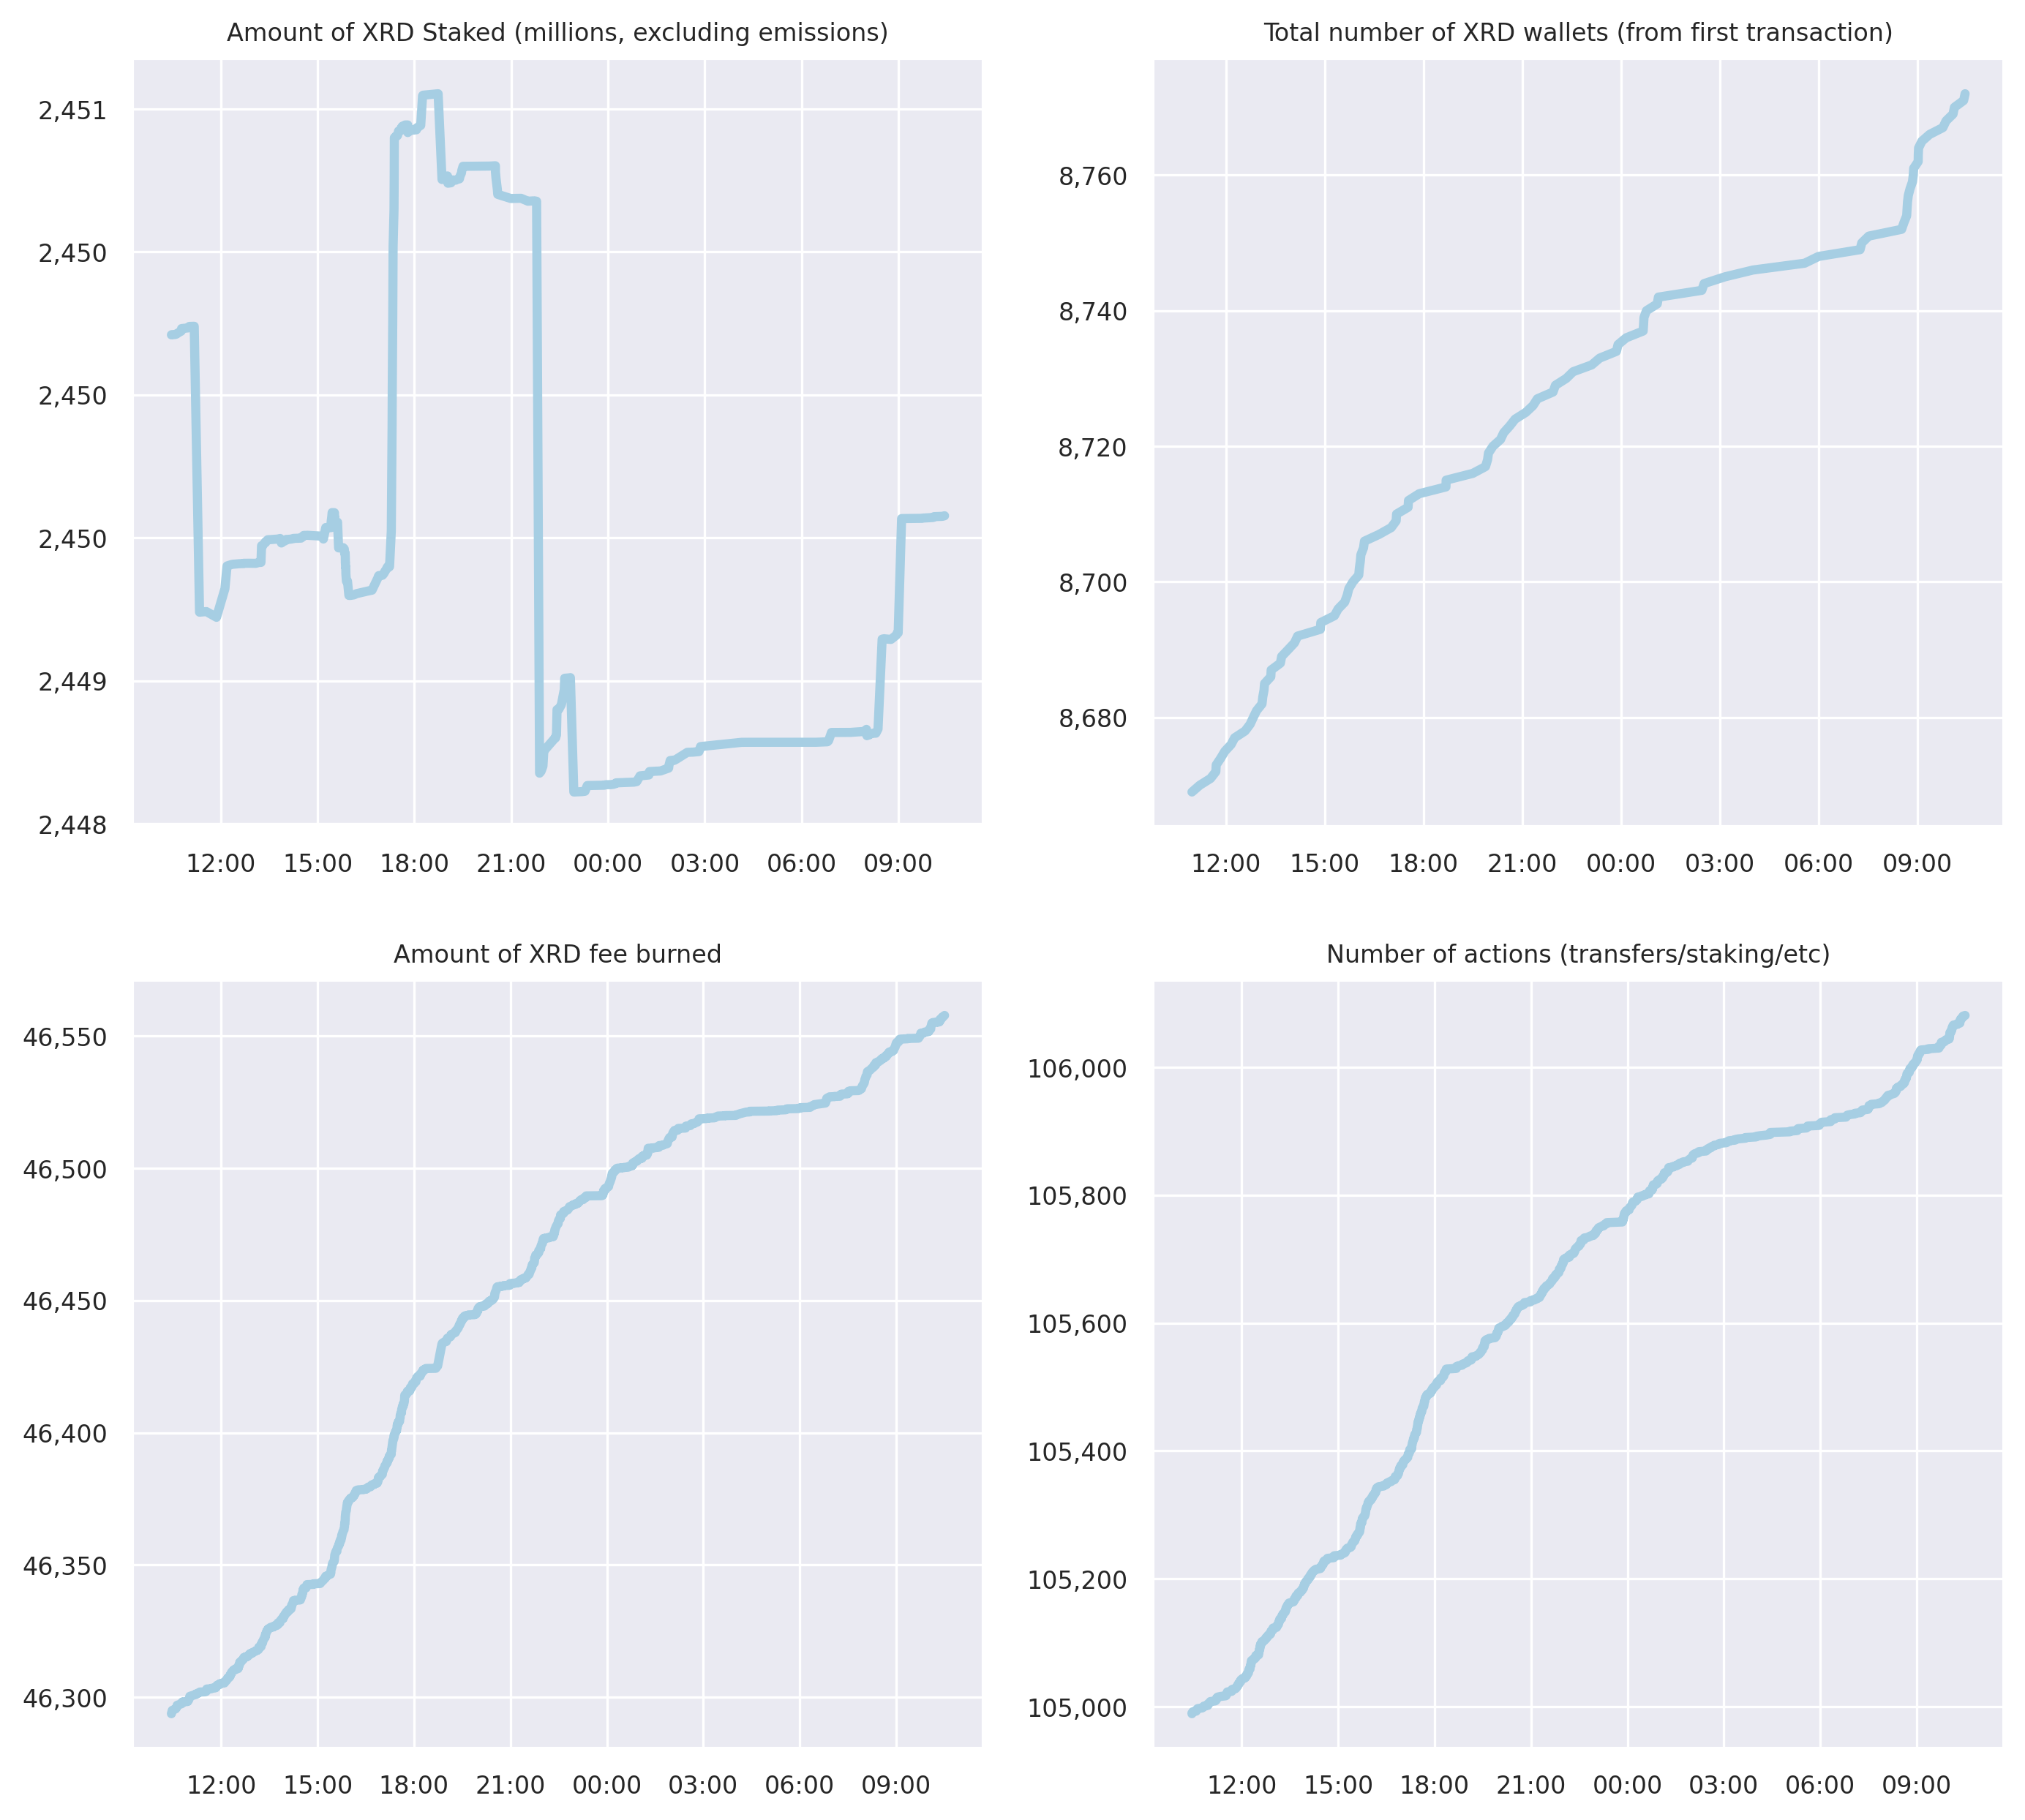 Amount of XRD Staked (millions, excluding emissions)
2,451
2,450
2,450
2,450
2,449
2,448
12:00 15:00 18:00 21:00 00:00 03:00 06:00 09:00
Total number of XRD wallets (from first transaction)
8,760
8,740
8,720
8,700
8,680
12:00 15:00 18:00 21:00 00:00 03:00 06:00 09:00
Amount of XRD fee burned
46,550
46,500
46,450
46,400
46,350
46,300
12:00 15:00 18:00 21:00 00:00 03:00 06:00 09:00
Number of actions (transfers/staking/etc)
106,000
105,800
105,600
105,400
105,200
105,000
12:00 15:00 18:00 21:00 00:00 03:00 06:00 09:00